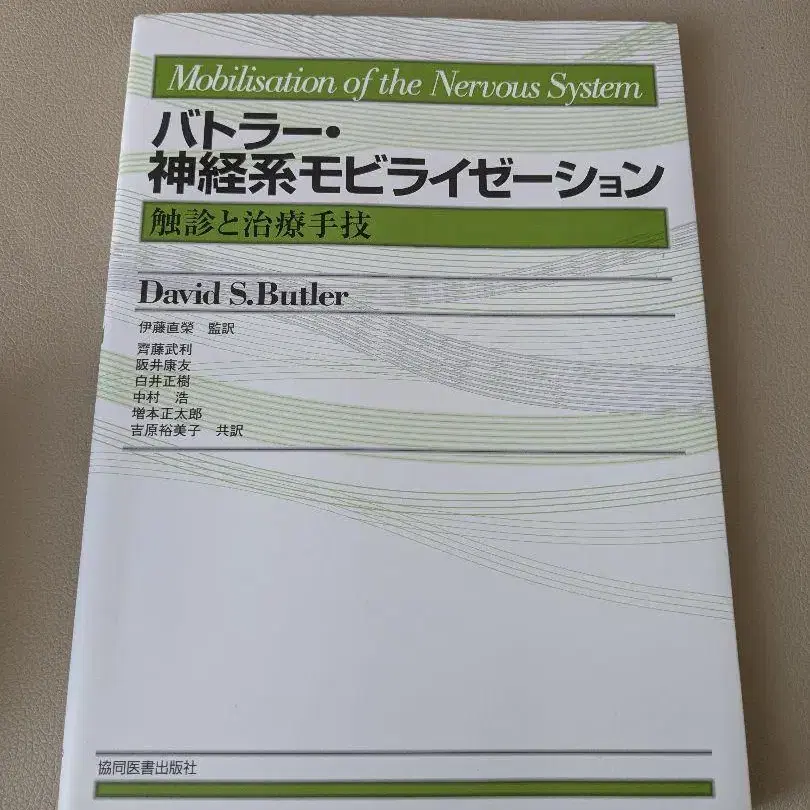 Mobilisation of the Nervous System
バトラー・
神経系モビライゼーション
触診と治療手技
David S. Butler
伊藤直榮　監訳
齊藤武利
阪井康友
白井正樹
中村　浩
増本正太郎
吉原裕美子　共訳
協同医書出版社